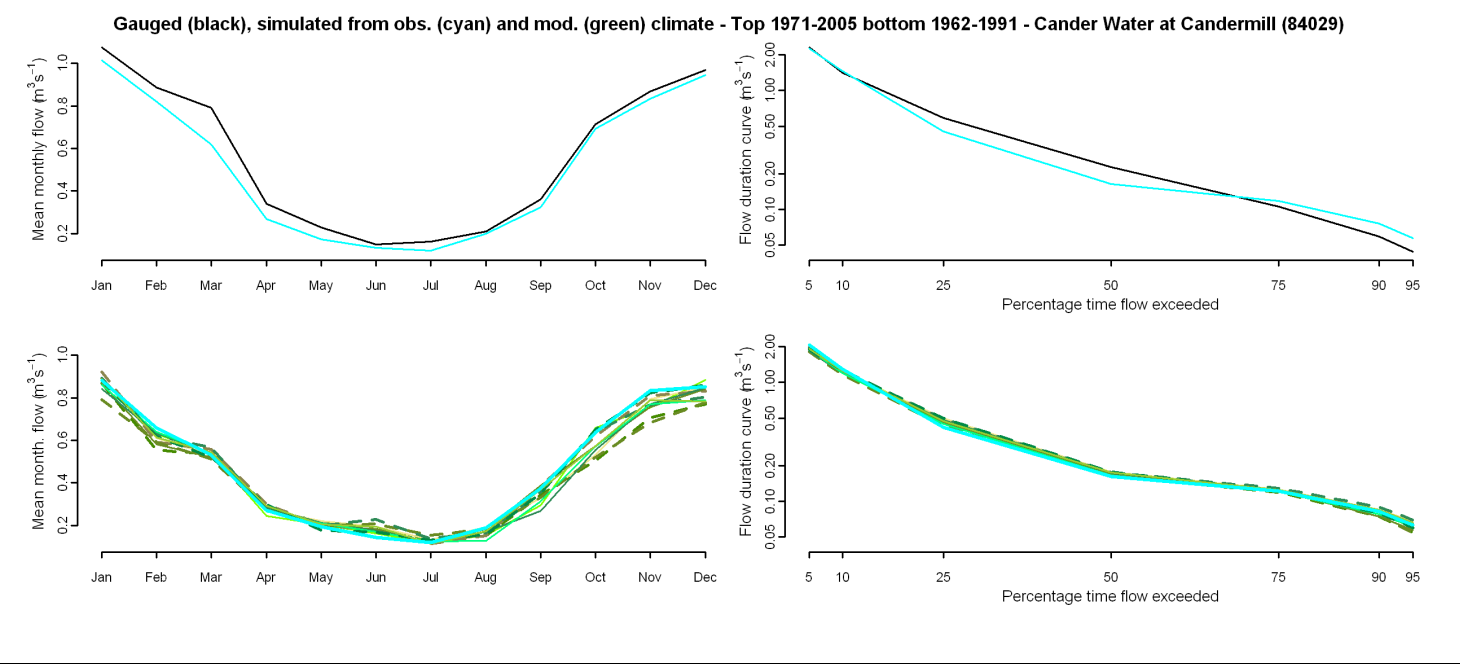 Gauged (black), simulated from obs. (cyan) and mod. (green) climate - Top 1971-2005 bottom 1962-1991 - Cander Water at Candermill (84029)
Mean monthly flow (m³s⁻¹)
1.0
0.8
0.6
0.4
0.2
Jan Feb Mar Apr May Jun Jul Aug Sep Oct Nov Dec
Flow duration curve (m³s⁻¹)
2.00
1.00
0.50
0.20
0.10
0.05
5 10 25 50 75 90 95
Percentage time flow exceeded
Mean month. flow (m³s⁻¹)
1.0
0.8
0.6
0.4
0.2
Jan Feb Mar Apr May Jun Jul Aug Sep Oct Nov Dec
Flow duration curve (m³s⁻¹)
2.00
1.00
0.50
0.20
0.10
0.05
5 10 25 50 75 90 95
Percentage time flow exceeded